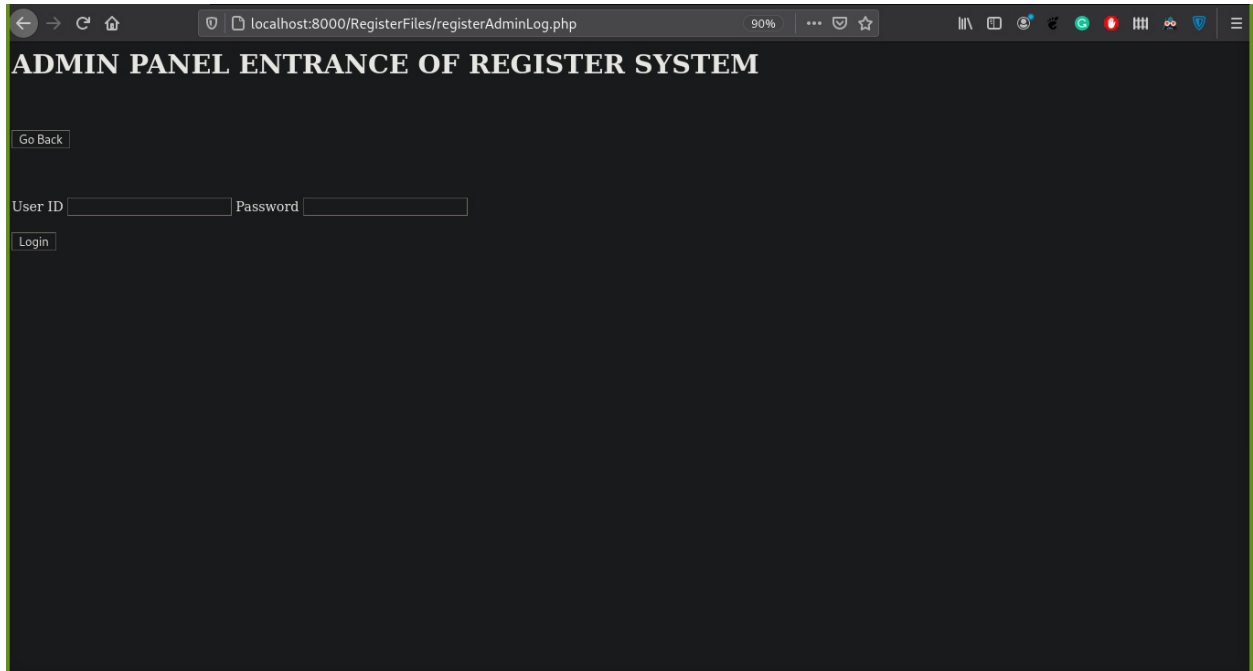 localhost:8000/RegisterFiles/registerAdminLog.php 90%
ADMIN PANEL ENTRANCE OF REGISTER SYSTEM
Go Back
User ID Password
Login